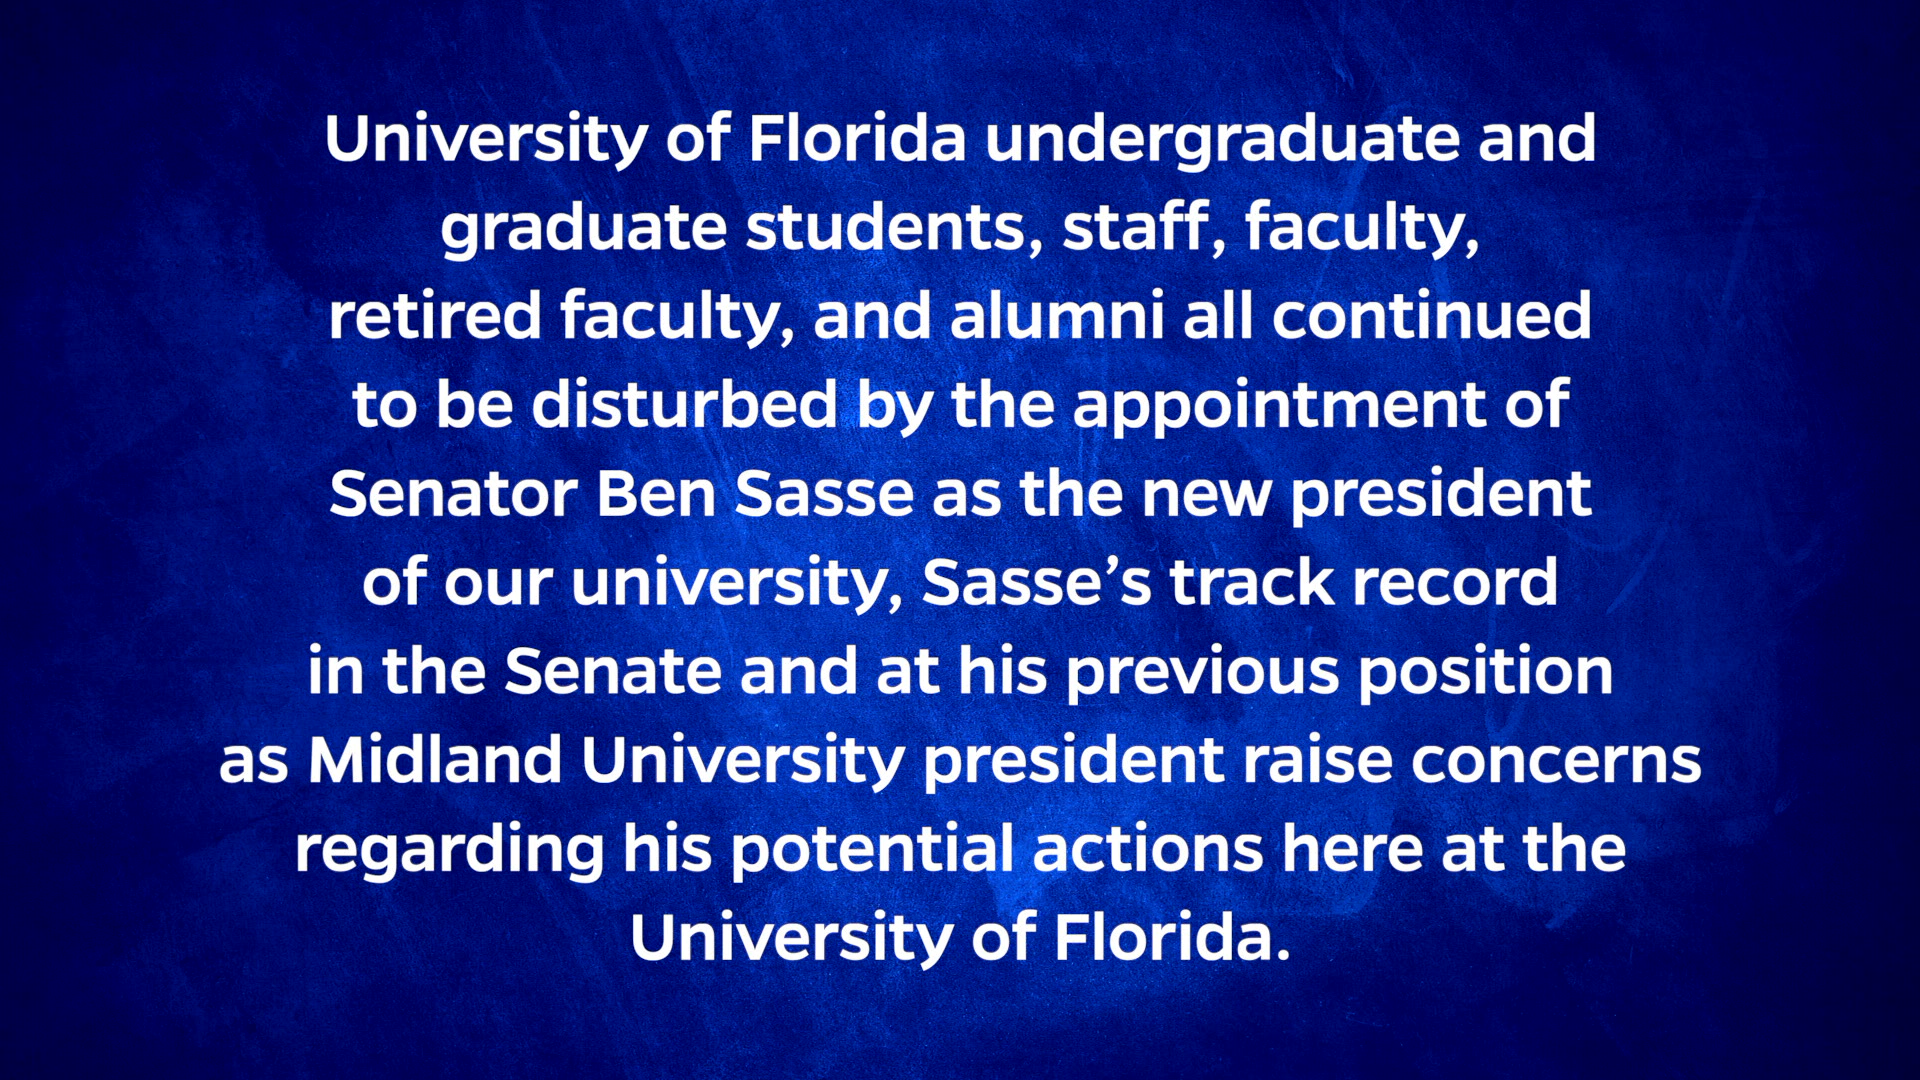 University of Florida undergraduate and
graduate students, staff, faculty,
retired faculty, and alumni all continued
to be disturbed by the appointment of
Senator Ben Sasse as the new president
of our university, Sasse’s track record
in the Senate and at his previous position
as Midland University president raise concerns
regarding his potential actions here at the
University of Florida.